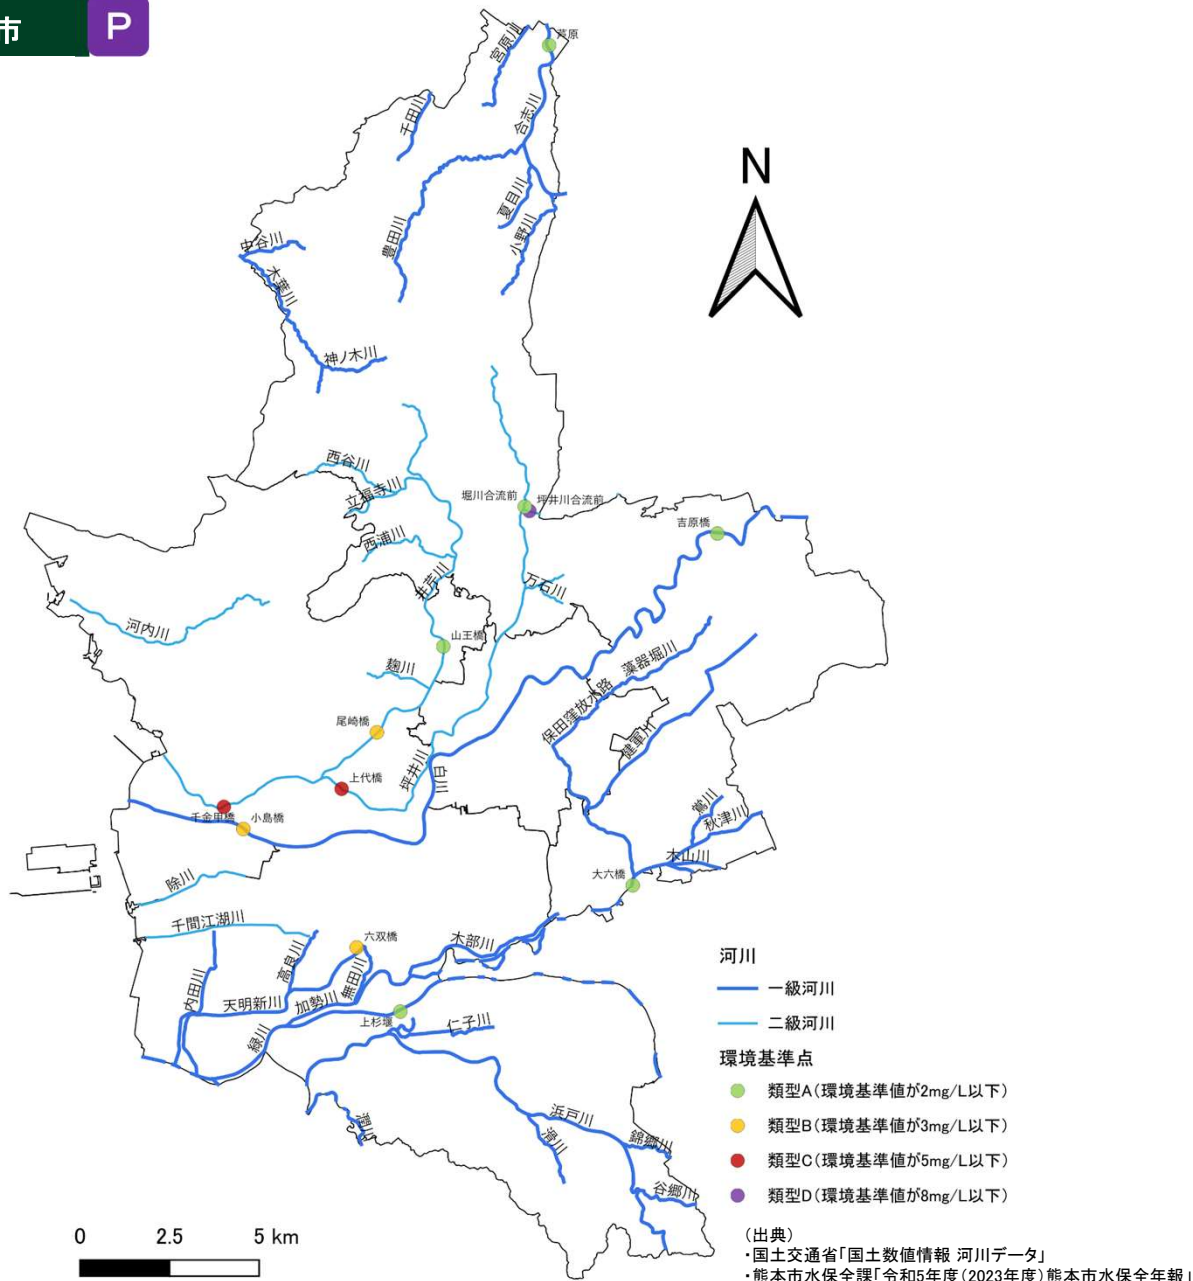 市
P
芦原
宮原川
千田川
合志川
N
夏目川
豊田川
小野川
中谷川
木葉川
神ノ木川
西谷川
立福寺川
堀川合流前
坪井川合流前
吉原橋
西浦川
井芹川
万石川
河内川
山王橋
麹川
藻器堀川
保田窪放水路
尾崎橋
健軍川
坪井川
白川
上代橋
鶯川
千金甲橋
小島橋
秋津川
木山川
除川
大六橋
千間江湖川
六双橋
木部川
高良川
内田川
無田川
天明新川
加勢川
上杉堰
仁子川
緑川
潤川
浜戸川
滑川
錦郷川
谷郷川
河川
一級河川
二級河川
環境基準点
類型A(環境基準値が2mg/L以下)
類型B(環境基準値が3mg/L以下)
類型C(環境基準値が5mg/L以下)
類型D(環境基準値が8mg/L以下)
0 2.5 5 km
(出典)
・国土交通省「国土数値情報 河川データ」
・熊本市水保全課「令和5年度(2023年度)熊本市水保全年報」